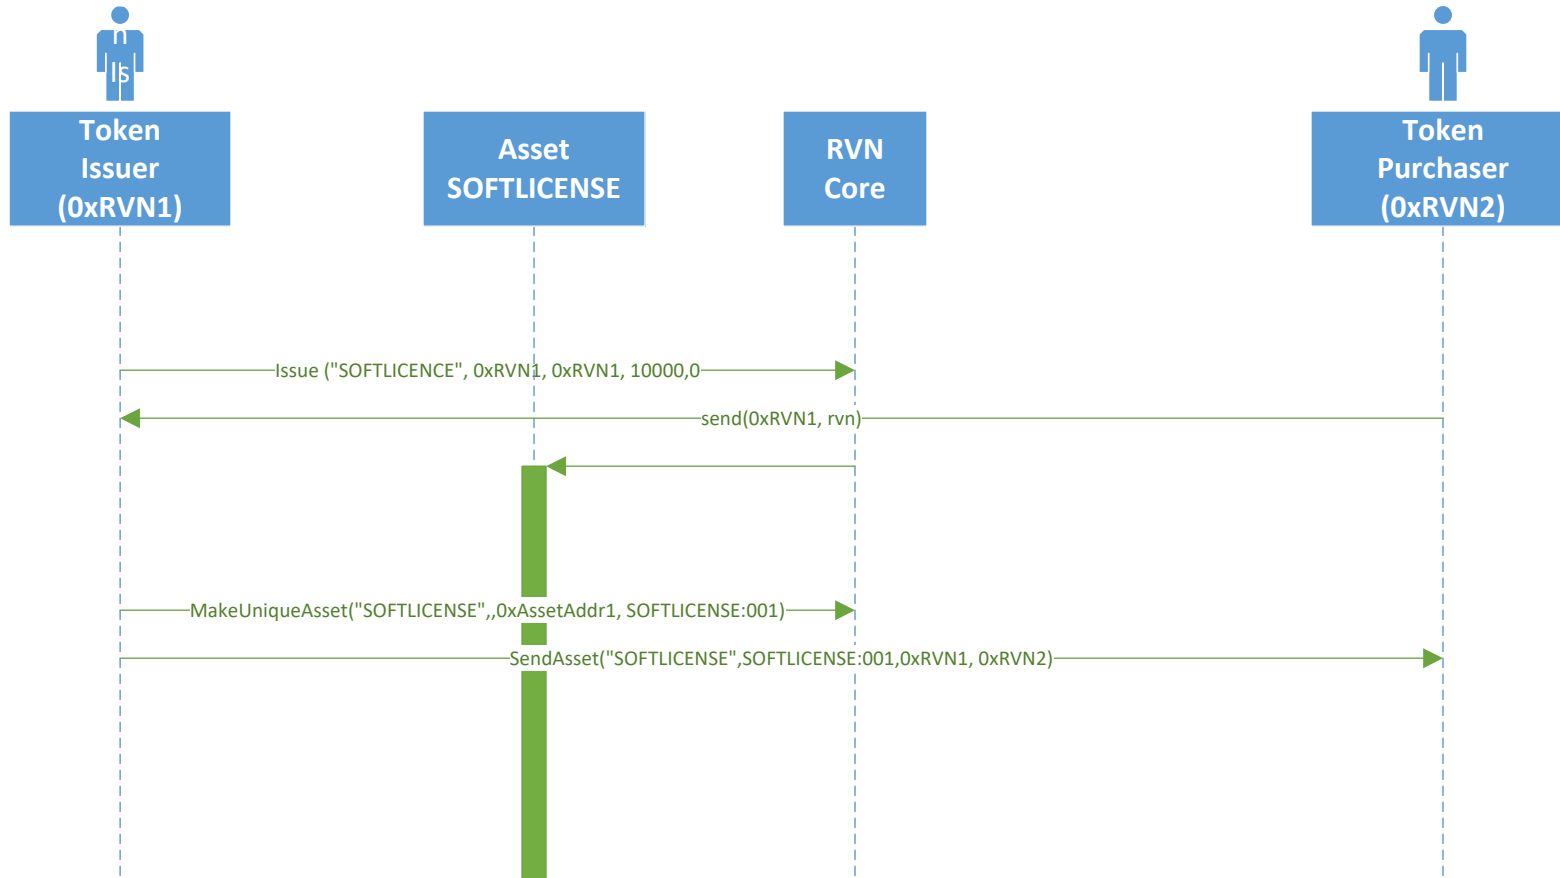 Is
Token
Issuer
(0xRVN1)
Asset
SOFTLICENSE
RVN
Core
Token
Purchaser
(0xRVN2)
Issue ("SOFTLICENCE", 0xRVN1, 0xRVN1, 10000,0
send(0xRVN1, rvn)
MakeUniqueAsset("SOFTLICENSE",,0xAssetAddr1, SOFTLICENSE:001)
SendAsset("SOFTLICENSE",SOFTLICENSE:001,0xRVN1, 0xRVN2)